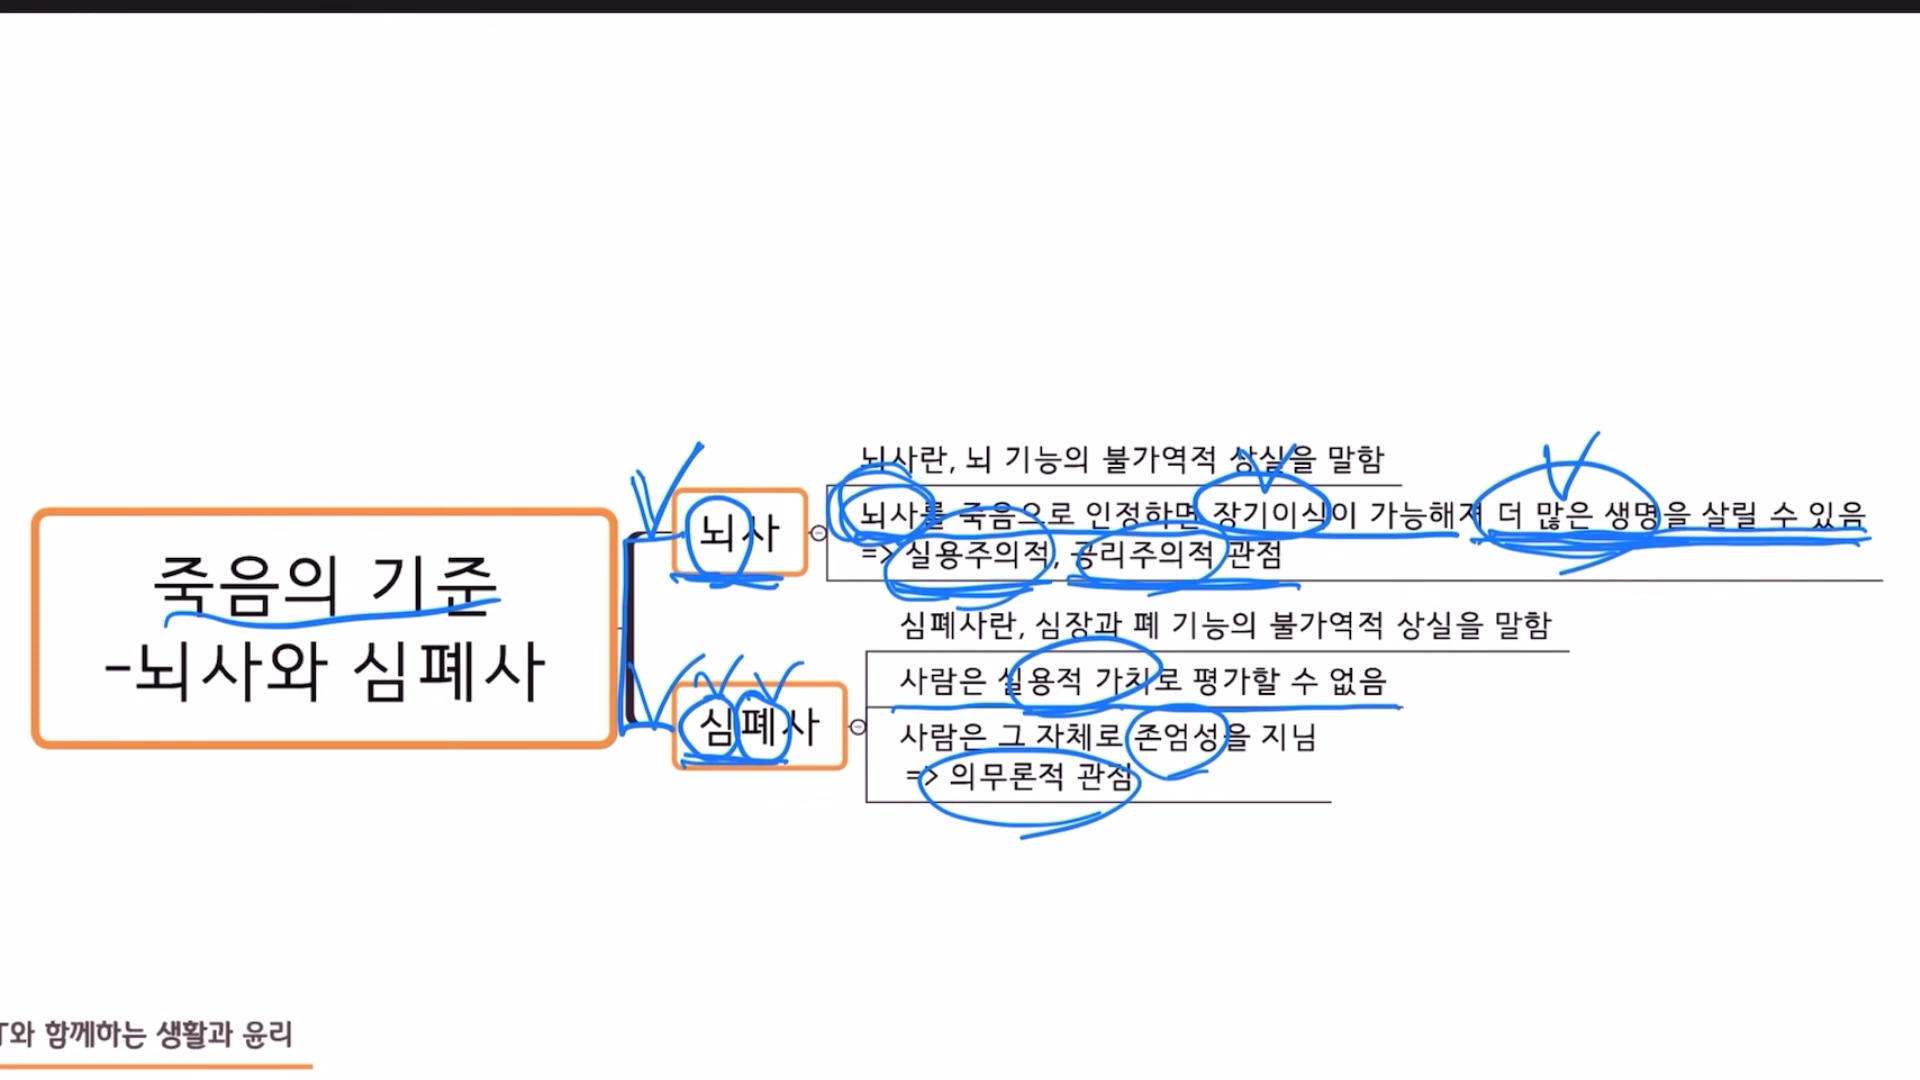 죽음의 기준
-뇌사와 심폐사
뇌사
뇌사란, 뇌 기능의 불가역적 상실을 말함
뇌사를 죽음으로 인정하면 장기이식이 가능해져 더 많은 생명을 살릴 수 있음
=> 실용주의적, 공리주의적 관점
심폐사
심폐사란, 심장과 폐 기능의 불가역적 상실을 말함
사람은 실용적 가치로 평가할 수 없음
사람은 그 자체로 존엄성을 지님
=> 의무론적 관점
T와 함께하는 생활과 윤리